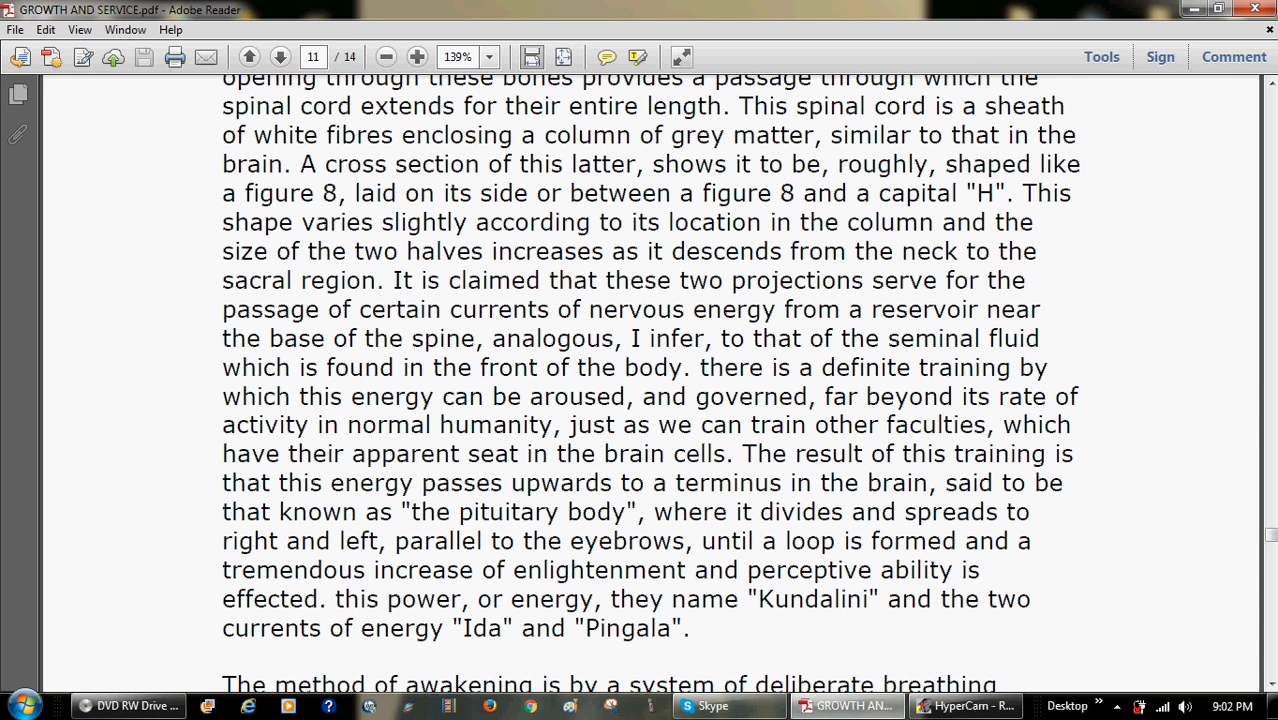 GROWTH AND SERVICE.pdf - Adobe Reader
File Edit View Window Help
11 / 14 139% Tools Sign Comment
opening through these bones provides a passage through which the
spinal cord extends for their entire length. This spinal cord is a sheath
of white fibres enclosing a column of grey matter, similar to that in the
brain. A cross section of this latter, shows it to be, roughly, shaped like
a figure 8, laid on its side or between a figure 8 and a capital "H". This
shape varies slightly according to its location in the column and the
size of the two halves increases as it descends from the neck to the
sacral region. It is claimed that these two projections serve for the
passage of certain currents of nervous energy from a reservoir near
the base of the spine, analogous, I infer, to that of the seminal fluid
which is found in the front of the body. there is a definite training by
which this energy can be aroused, and governed, far beyond its rate of
activity in normal humanity, just as we can train other faculties, which
have their apparent seat in the brain cells. The result of this training is
that this energy passes upwards to a terminus in the brain, said to be
that known as "the pituitary body", where it divides and spreads to
right and left, parallel to the eyebrows, until a loop is formed and a
tremendous increase of enlightenment and perceptive ability is
effected. this power, or energy, they name "Kundalini" and the two
currents of energy "Ida" and "Pingala".
The method of awakening is by a system of deliberate breathing
DVD RW Drive ... Skype GROWTH AN... HyperCam - R... Desktop 9:02 PM